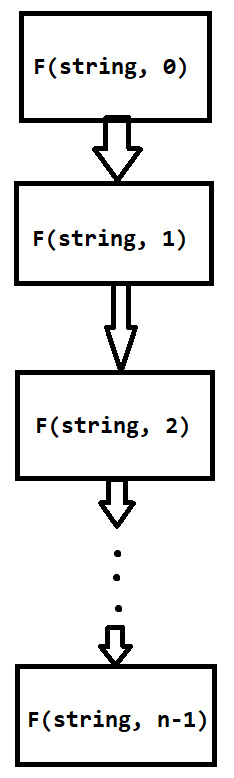 F(string, 0)
F(string, 1)
F(string, 2)
F(string, n-1)